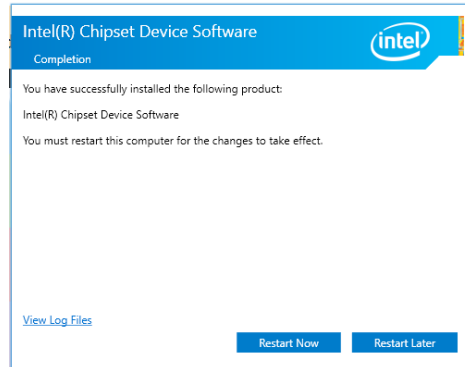 Intel(R) Chipset Device Software
intel
Completion
You have successfully installed the following product:
Intel(R) Chipset Device Software
You must restart this computer for the changes to take effect.
View Log Files
Restart Now
Restart Later